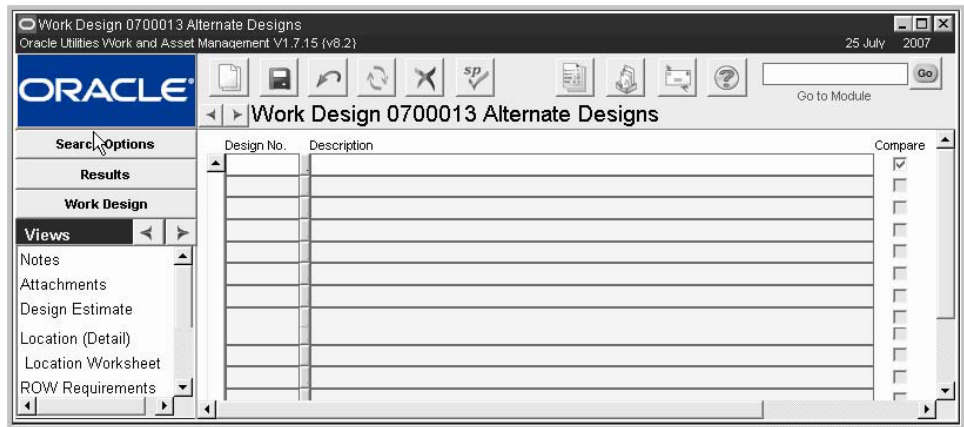 Work Design 0700013 Alternate Designs
Oracle Utilities Work and Asset Management V1.7.15 {v8.2}
25 July 2007
ORACLE
sp
Go
Go to Module
Work Design 0700013 Alternate Designs
Search Options
Results
Work Design
Views
Notes
Attachments
Design Estimate
Location (Detail)
Location Worksheet
ROW Requirements
Design No. Description Compare